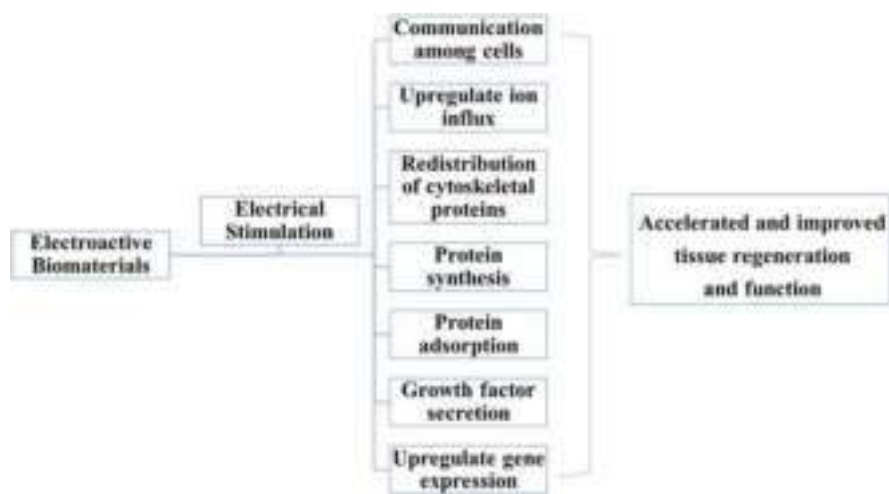 Communication
among cells
Upregulate ion
influx
Redistribution
of cytoskeletal
proteins
Electrical
Stimulation
Electroactive
Biomaterials
Protein
synthesis
Protein
adsorption
Growth factor
secretion
Upregulate gene
expression
Accelerated and improved
tissue regeneration
and function